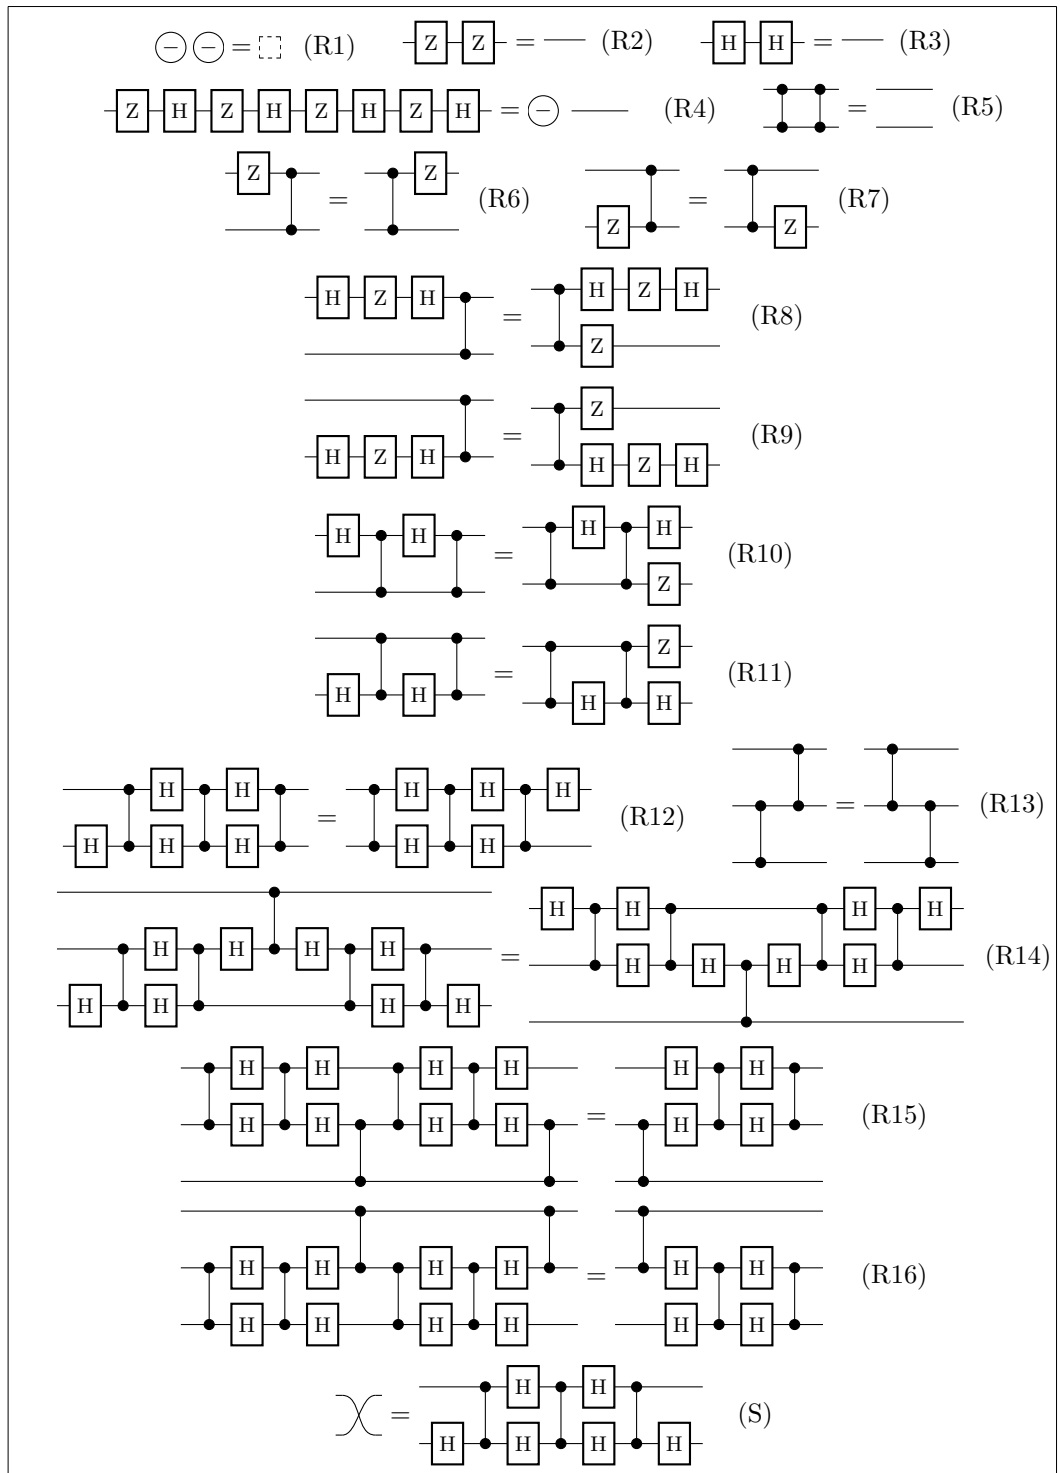 − − = (R1) Z Z = (R2) H H = (R3)
Z H Z H Z H Z H = − (R4) = (R5)
Z = Z (R6) Z = Z (R7)
H Z H = H Z H Z (R8)
H Z H = Z H Z H (R9)
H H = H H Z (R10)
H H = H Z H (R11)
H H H H H = H H H H H (R12) = (R13)
H H H H H H H = H H H H H H H H (R14)
H H H H H H H H = H H H H (R15)
H H H H H H H H = H H H H (R16)
= H H H H H H (S)